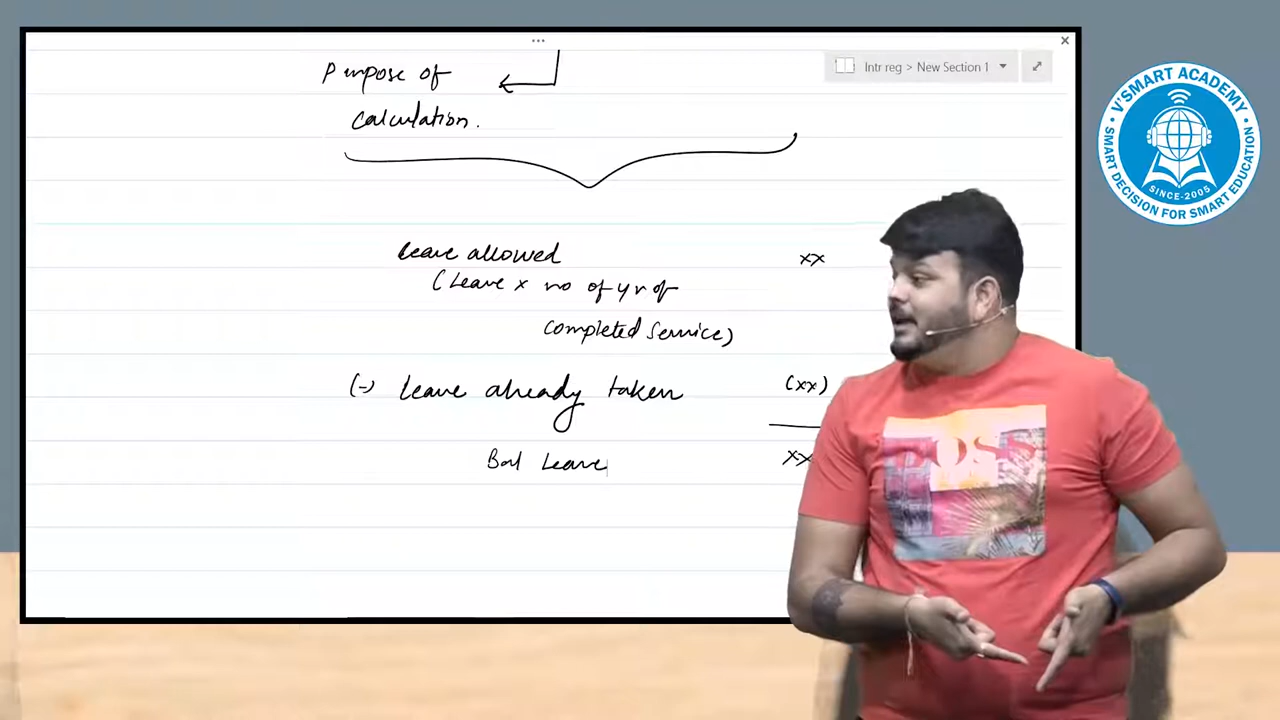 Purpose of
Calculation.
Intr reg > New Section 1
leave allowed xx
(Leave x no of yr of
Completed Service)
(-) leave already taken (xx)
Bal Leave xx
V'SMART ACADEMY
SINCE-2005
SMART DECISION FOR SMART EDUCATION